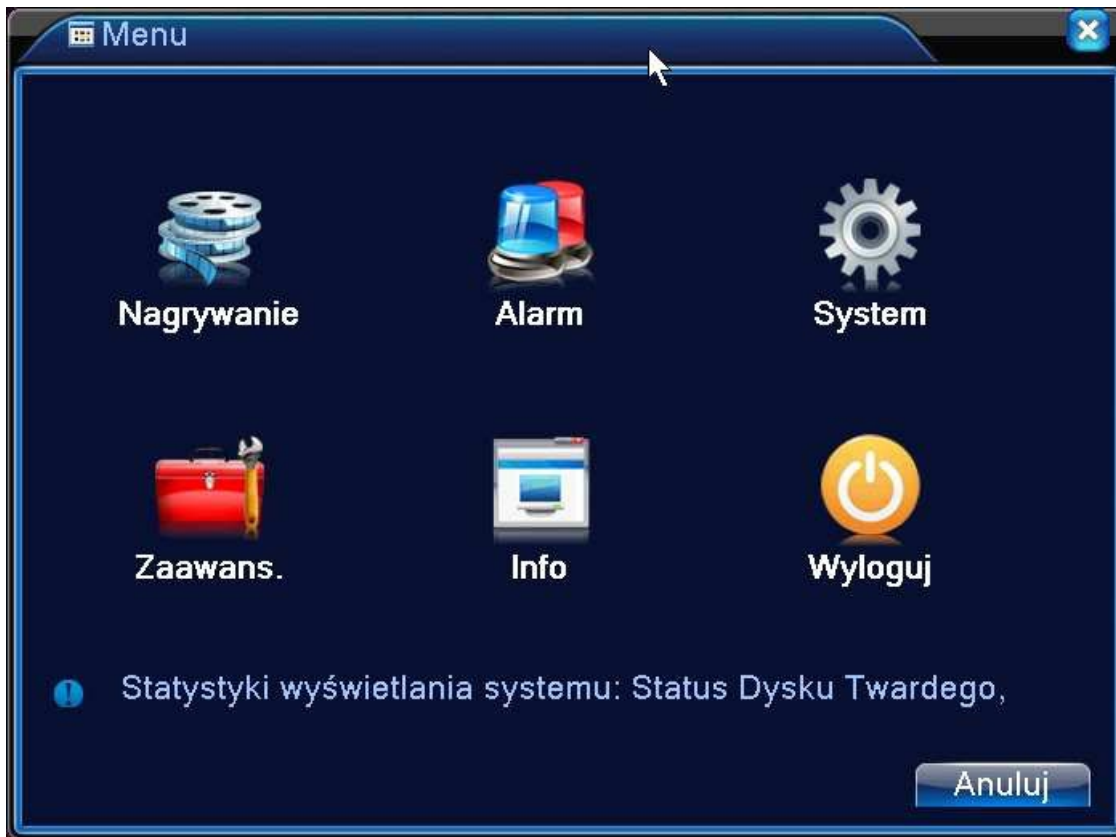 Menu
Nagrywanie
Alarm
System
Zaawans.
Info
Wyloguj
Statystyki wyświetlania systemu: Status Dysku Twardego,
Anuluj